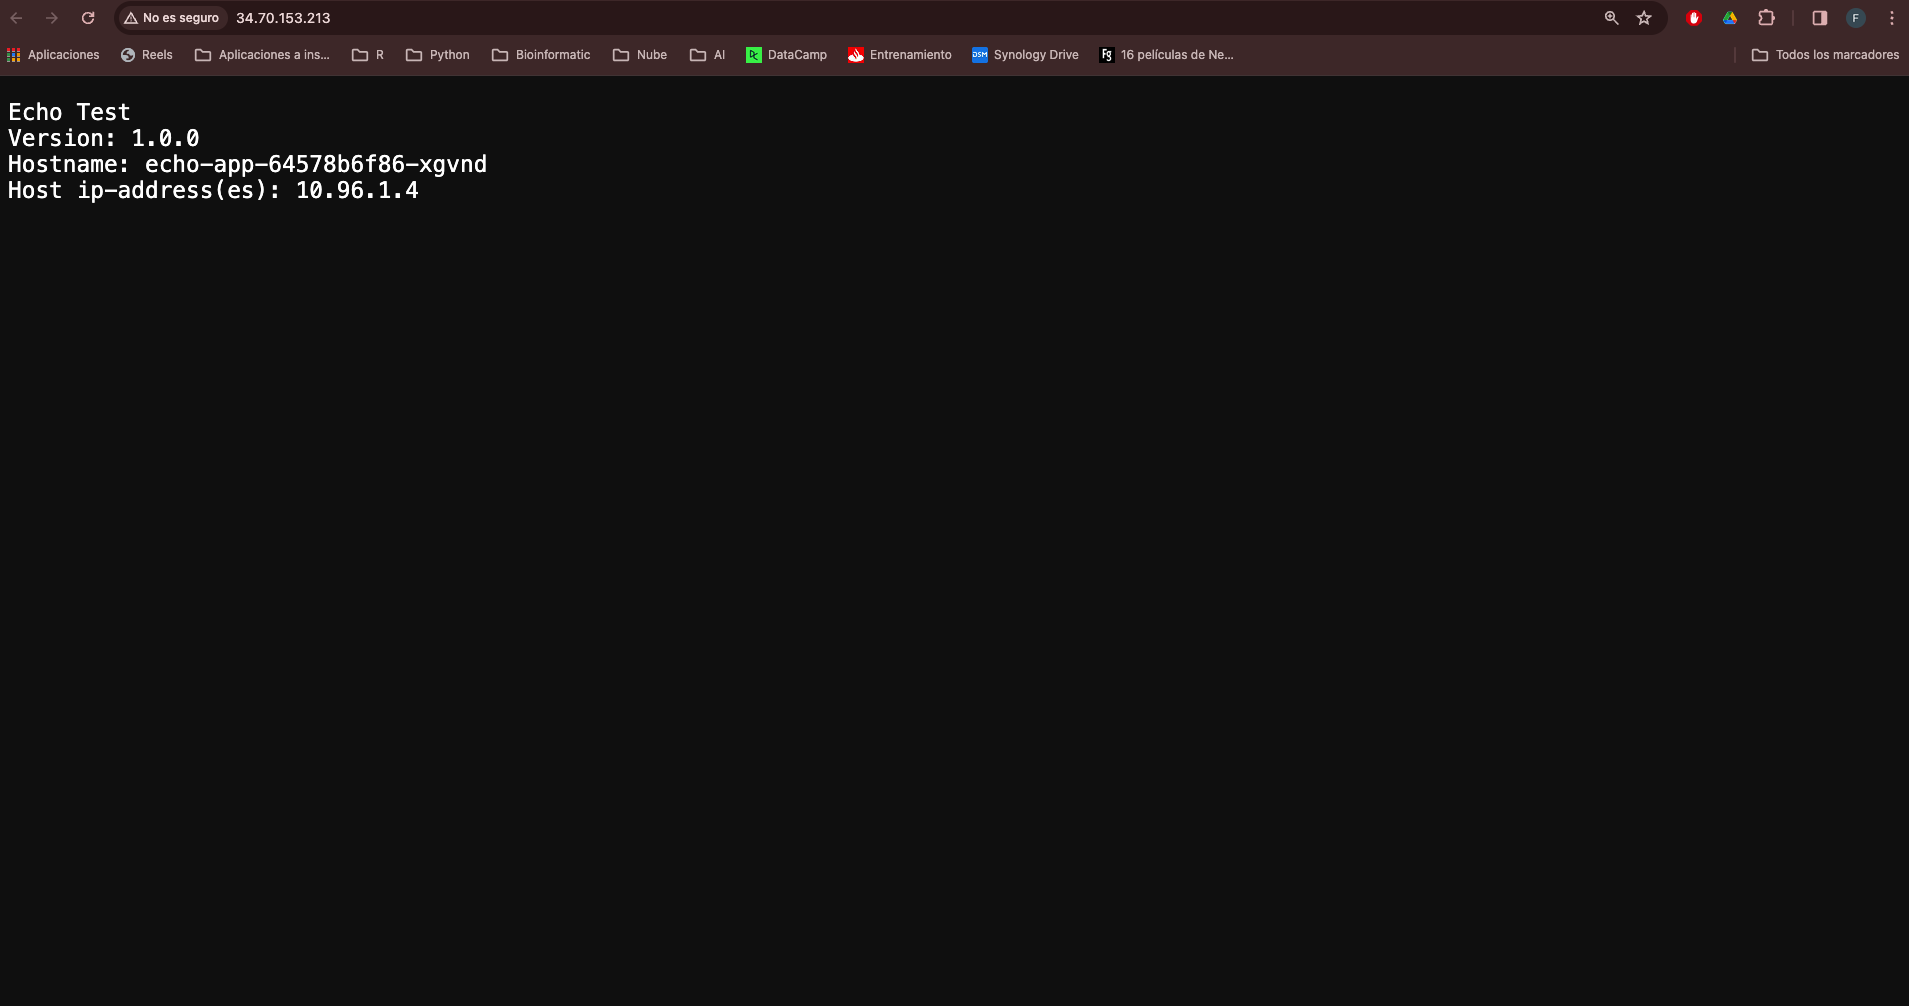 No es seguro 34.70.153.213
F
Aplicaciones Reels Aplicaciones a ins... R Python Bioinformatic Nube AI DataCamp Entrenamiento DSM Synology Drive Fg 16 películas de Ne... Todos los marcadores
Echo Test
Version: 1.0.0
Hostname: echo-app-64578b6f86-xgvnd
Host ip-address(es): 10.96.1.4